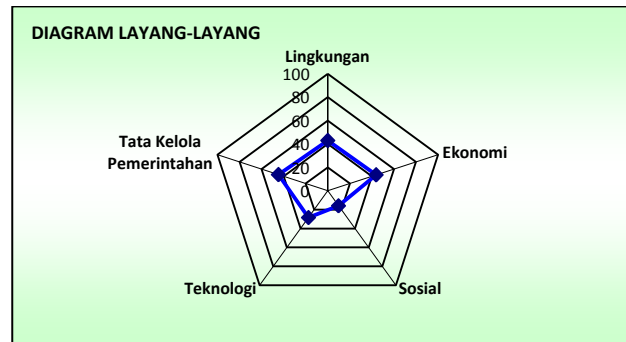 DIAGRAM LAYANG-LAYANG
Lingkungan
100
80
60
40
20
0
Ekonomi
Sosial
Teknologi
Tata Kelola
Pemerintahan